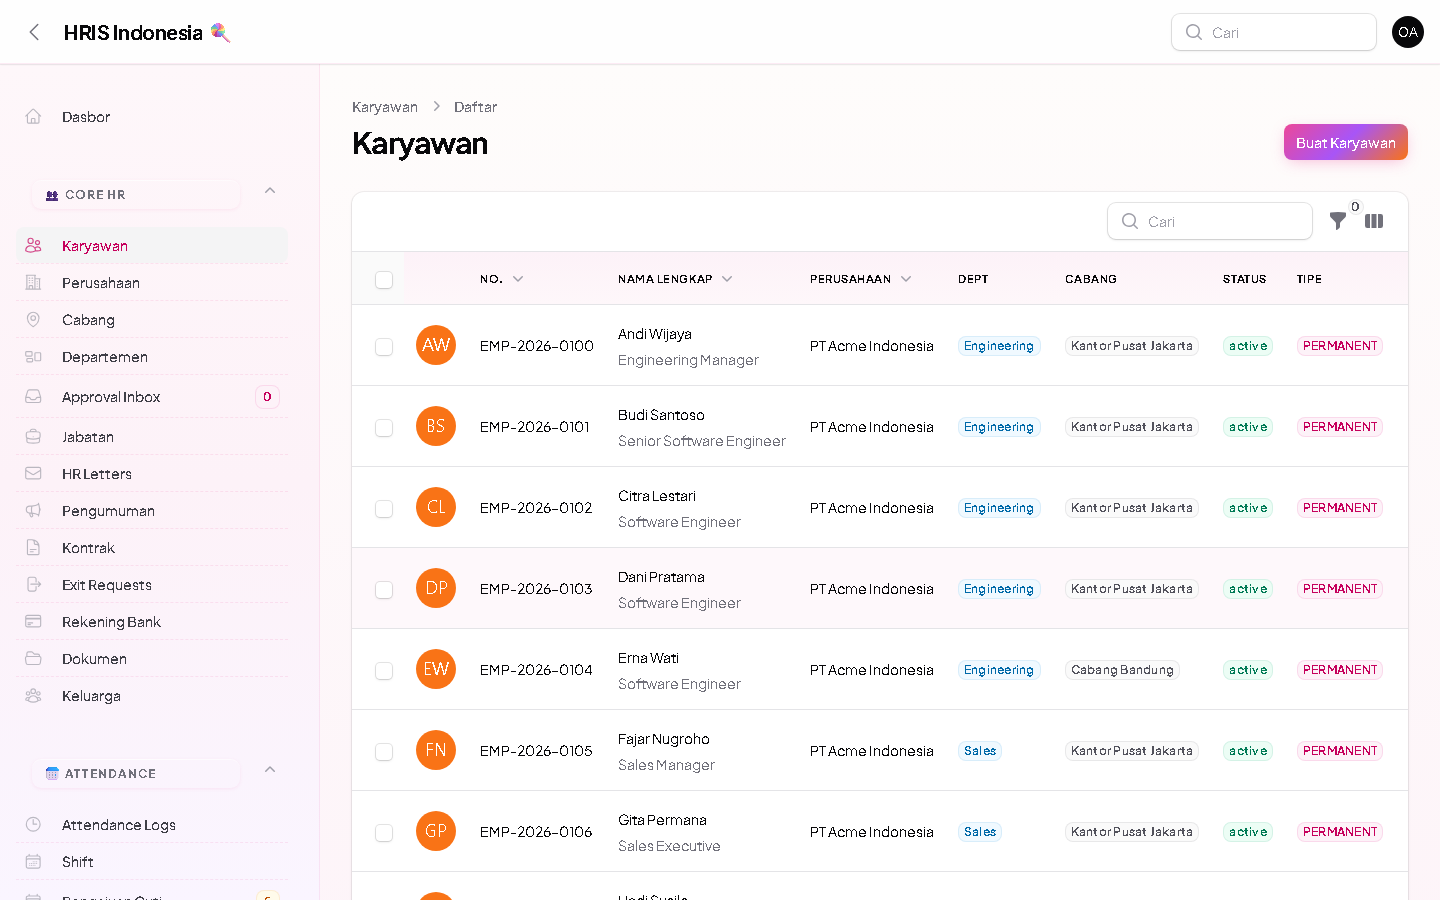 HRIS Indonesia
Cari
OA
Dasbor
CORE HR
Karyawan
Perusahaan
Cabang
Departemen
Approval Inbox
0
Jabatan
HR Letters
Pengumuman
Kontrak
Exit Requests
Rekening Bank
Dokumen
Keluarga
ATTENDANCE
Attendance Logs
Shift
Karyawan > Daftar
Karyawan
Buat Karyawan
Cari
0
NO. NAMA LENGKAP PERUSAHAAN DEPT CABANG STATUS TIPE
AW EMP-2026-0100 Andi Wijaya PT Acme Indonesia Engineering Kantor Pusat Jakarta active PERMANENT
Engineering Manager
BS EMP-2026-0101 Budi Santoso PT Acme Indonesia Engineering Kantor Pusat Jakarta active PERMANENT
Senior Software Engineer
CL EMP-2026-0102 Citra Lestari PT Acme Indonesia Engineering Kantor Pusat Jakarta active PERMANENT
Software Engineer
DP EMP-2026-0103 Dani Pratama PT Acme Indonesia Engineering Kantor Pusat Jakarta active PERMANENT
Software Engineer
EW EMP-2026-0104 Erna Wati PT Acme Indonesia Engineering Cabang Bandung active PERMANENT
Software Engineer
FN EMP-2026-0105 Fajar Nugroho PT Acme Indonesia Sales Kantor Pusat Jakarta active PERMANENT
Sales Manager
GP EMP-2026-0106 Gita Permana PT Acme Indonesia Sales Kantor Pusat Jakarta active PERMANENT
Sales Executive